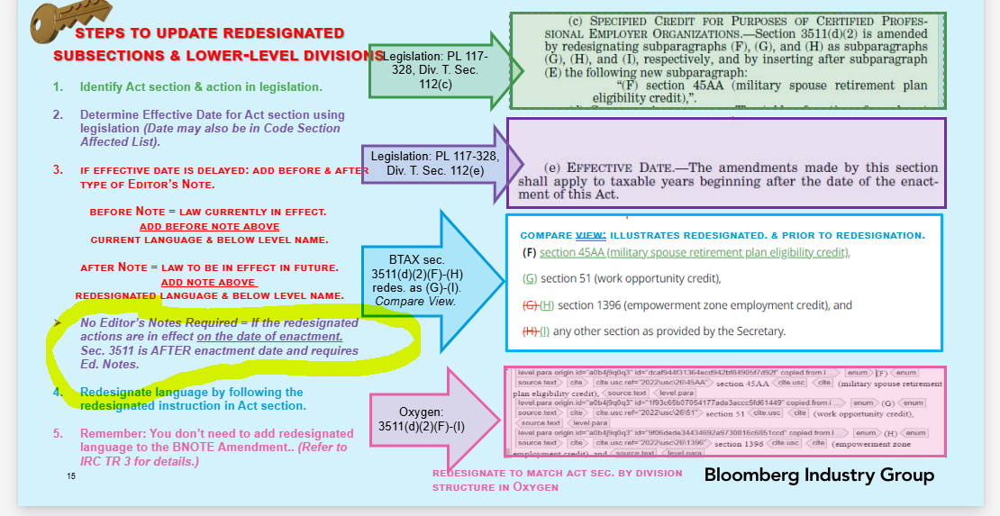 STEPS TO UPDATE REDESIGNATED
SUBSECTIONS & LOWER-LEVEL DIVISIONS
1. Identify Act section & action in legislation.
2. Determine Effective Date for Act section using
legislation (Date may also be in Code Section
Affected List).
3. IF EFFECTIVE DATE IS DELAYED: ADD BEFORE & AFTER
TYPE OF EDITOR'S NOTE.
BEFORE NOTE = LAW CURRENTLY IN EFFECT.
ADD BEFORE NOTE ABOVE
CURRENT LANGUAGE & BELOW LEVEL NAME.
AFTER NOTE = LAW TO BE IN EFFECT IN FUTURE.
ADD NOTE ABOVE
REDESIGNATED LANGUAGE & BELOW LEVEL NAME.
➤ No Editor's Notes Required = If the redesignated
actions are in effect on the date of enactment.
Sec. 3511 is AFTER enactment date and requires
Ed. Notes.
4. Redesignate language by following the
redesignated instruction in Act section.
5. Remember: You don't need to add redesignated
language to the BNOTE Amendment.. (Refer to
IRC TR 3 for details.)
15
Legislation: PL 117-
328, Div. T. Sec.
112(c)
(c) SPECIFIED CREDIT FOR PURPOSES OF CERTIFIED PROFES-
SIONAL EMPLOYER ORGANIZATIONS.—Section 3511(d)(2) is amended
by redesignating subparagraphs (F), (G), and (H) as subparagraphs
(G), (H), and (I), respectively, and by inserting after subparagraph
(E) the following new subparagraph:
"(F) section 45AA (military spouse retirement plan
eligibility credit),".
Legislation: PL 117-328,
Div. T. Sec. 112(e)
(e) EFFECTIVE DATE.—The amendments made by this section
shall apply to taxable years beginning after the date of the enact-
ment of this Act.
BTAX sec.
3511(d)(2)(F)-(H)
redes. as (G)-(I).
Compare View.
COMPARE VIEW: ILLUSTRATES REDESIGNATED. & PRIOR TO REDESIGNATION.
(F) section 45AA (military spouse retirement plan eligibility credit),
(G) section 51 (work opportunity credit),
(G) (H) section 1396 (empowerment zone employment credit), and
(H) (I) any other section as provided by the Secretary.
Oxygen:
3511(d)(2)(F)-(I)
level.para origin.id="a0b4j9q0q3" id="dcaf944f31364ecd942bf84905f7d92f" copied.from.i... enum (F) enum
source.text cite cite.usc ref="2022\usc\26\45AA" section 45AA cite.usc cite (military spouse retirement
plan eligibility credit), source.text level.para
level.para origin.id="a0b4j9q0q3" id="1f93c65b07054177ada3accc5fd61449" copied.from.i... enum (G) enum
source.text cite cite.usc ref="2022\usc\26\51" section 51 cite.usc cite (work opportunity credit),
source.text level.para
level.para origin.id="a0b4j9q0q3" id="9f06dede34434692a9730816c6851ccd" copied.from.i... enum (H) enum
source.text cite cite.usc ref="2022\usc\26\1396" section 1396 cite.usc cite (empowerment zone
employment credit), and source.text level.para
REDESIGNATE TO MATCH ACT SEC. BY DIVISION
STRUCTURE IN OXYGEN
Bloomberg Industry Group